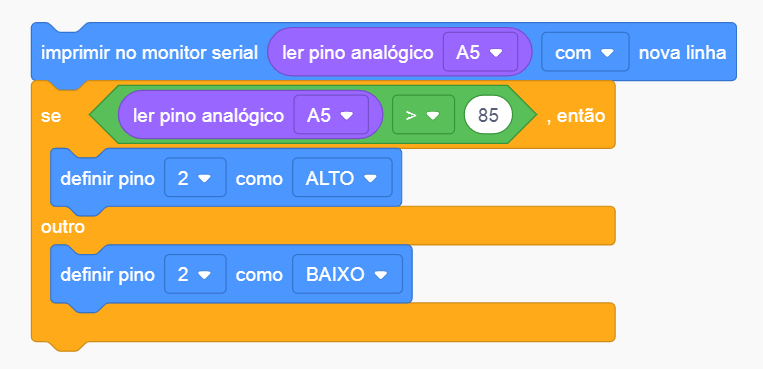 imprimir no monitor serial ler pino analógico A5 com nova linha
se ler pino analógico A5 > 85 , então
definir pino 2 como ALTO
outro
definir pino 2 como BAIXO